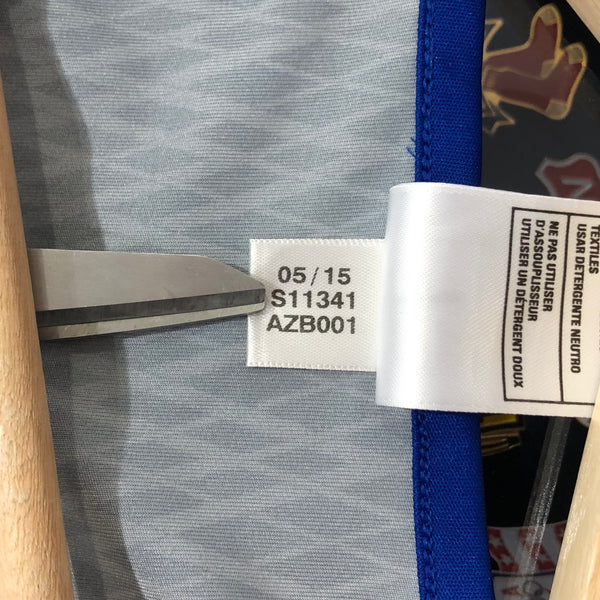 05/15
S11341
AZB001
TEXTILES
USAR DETERGENTE NEUTRO
NE PAS UTILISER
D'ASSOUPLISSEUR
UTILISER UN DÉTERGENT DOUX